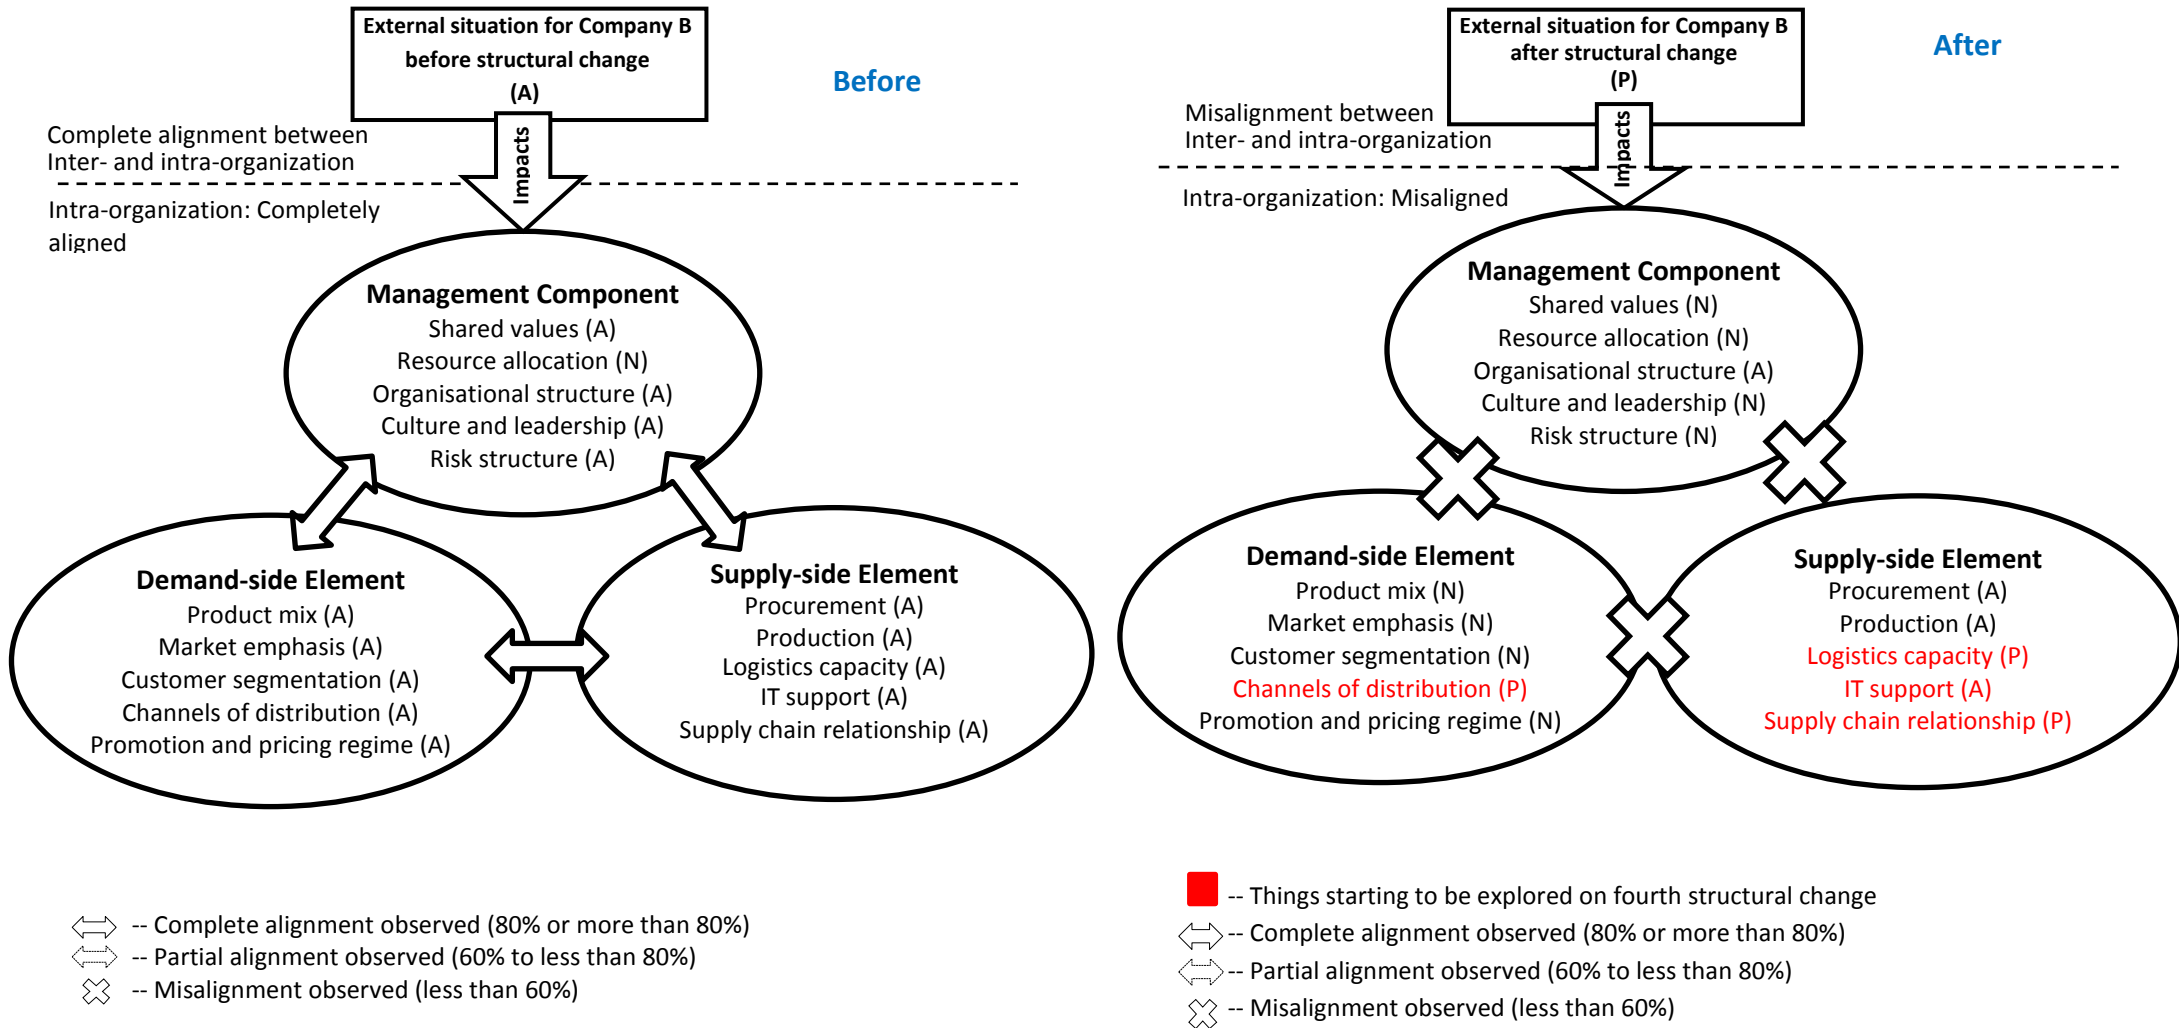 External situation for Company B
before structural change
(A)
Before
Impacts
Complete alignment between
Inter- and intra-organization
Intra-organization: Completely
aligned
Management Component
Shared values (A)
Resource allocation (N)
Organisational structure (A)
Culture and leadership (A)
Risk structure (A)
Demand-side Element
Product mix (A)
Market emphasis (A)
Customer segmentation (A)
Channels of distribution (A)
Promotion and pricing regime (A)
Supply-side Element
Procurement (A)
Production (A)
Logistics capacity (A)
IT support (A)
Supply chain relationship (A)
-- Complete alignment observed (80% or more than 80%)
-- Partial alignment observed (60% to less than 80%)
-- Misalignment observed (less than 60%)
External situation for Company B
after structural change
(P)
After
Impacts
Misalignment between
Inter- and intra-organization
Intra-organization: Misaligned
Management Component
Shared values (N)
Resource allocation (N)
Organisational structure (A)
Culture and leadership (N)
Risk structure (N)
Demand-side Element
Product mix (N)
Market emphasis (N)
Customer segmentation (N)
Channels of distribution (P)
Promotion and pricing regime (N)
Supply-side Element
Procurement (A)
Production (A)
Logistics capacity (P)
IT support (A)
Supply chain relationship (P)
-- Things starting to be explored on fourth structural change
-- Complete alignment observed (80% or more than 80%)
-- Partial alignment observed (60% to less than 80%)
-- Misalignment observed (less than 60%)